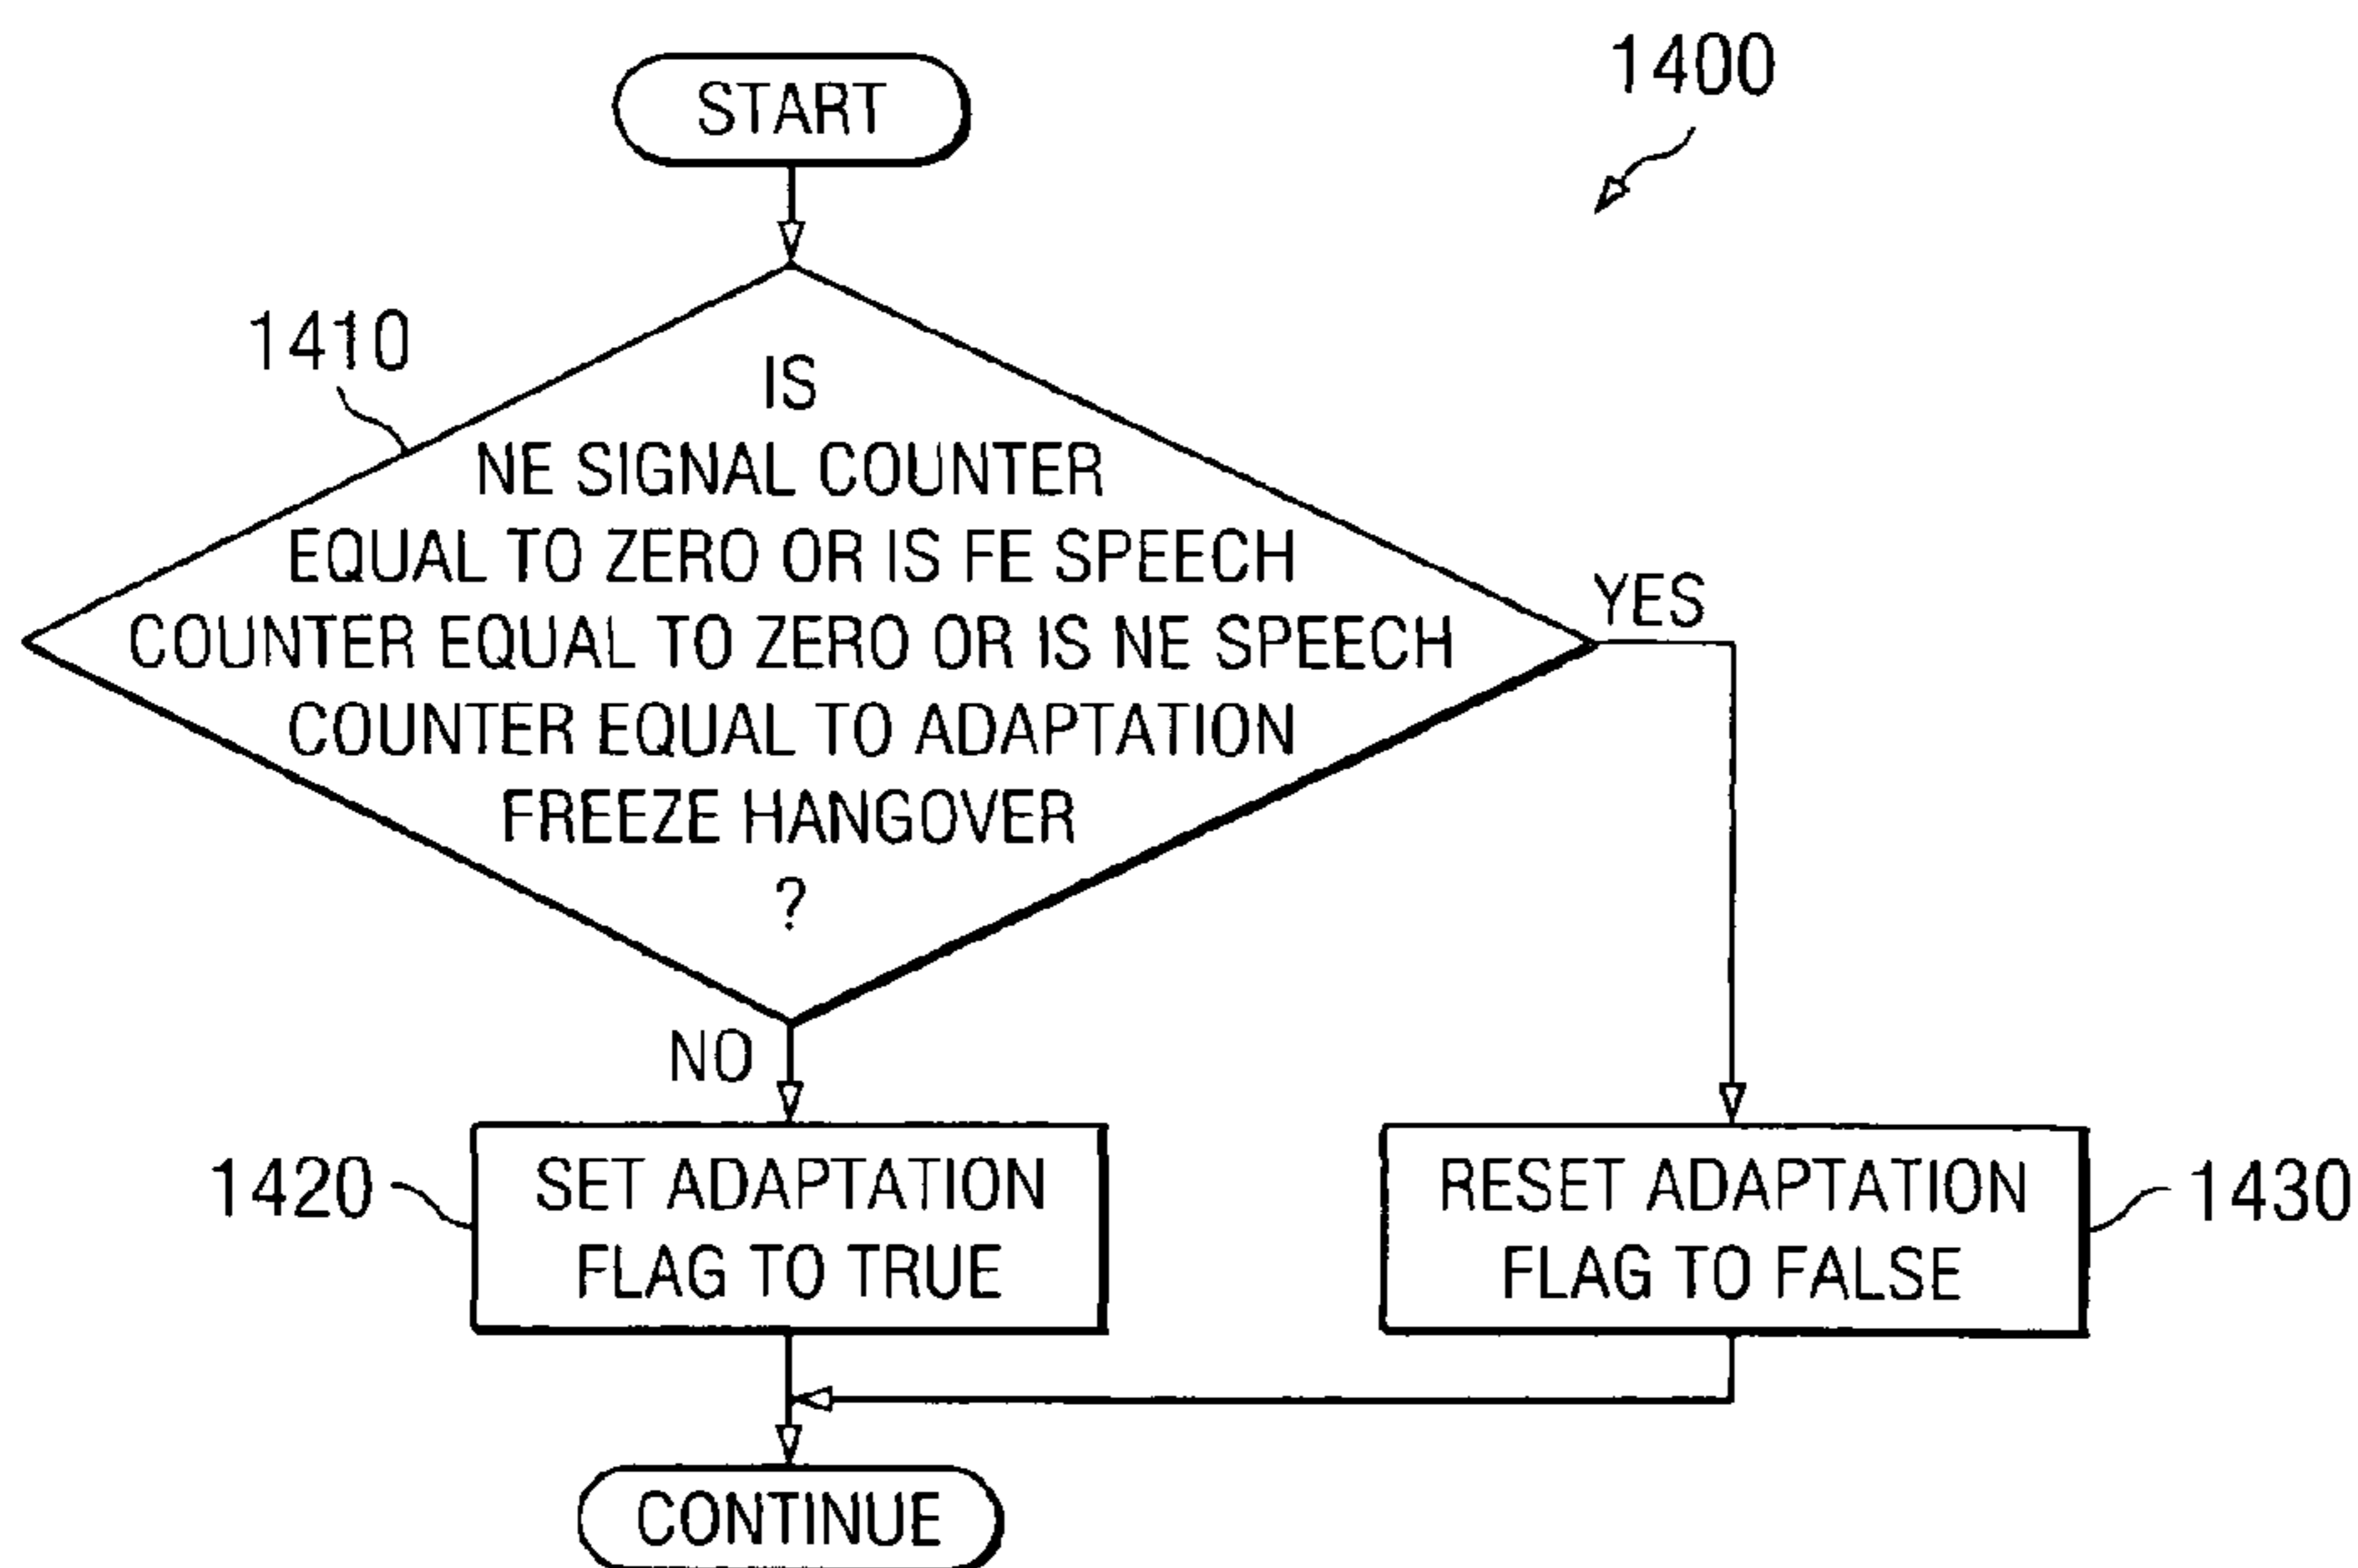 START
1400
1410
IS
NE SIGNAL COUNTER
EQUAL TO ZERO OR IS FE SPEECH
COUNTER EQUAL TO ZERO OR IS NE SPEECH
COUNTER EQUAL TO ADAPTATION
FREEZE HANGOVER
?
YES
NO
1420
SET ADAPTATION
FLAG TO TRUE
RESET ADAPTATION
FLAG TO FALSE
1430
CONTINUE